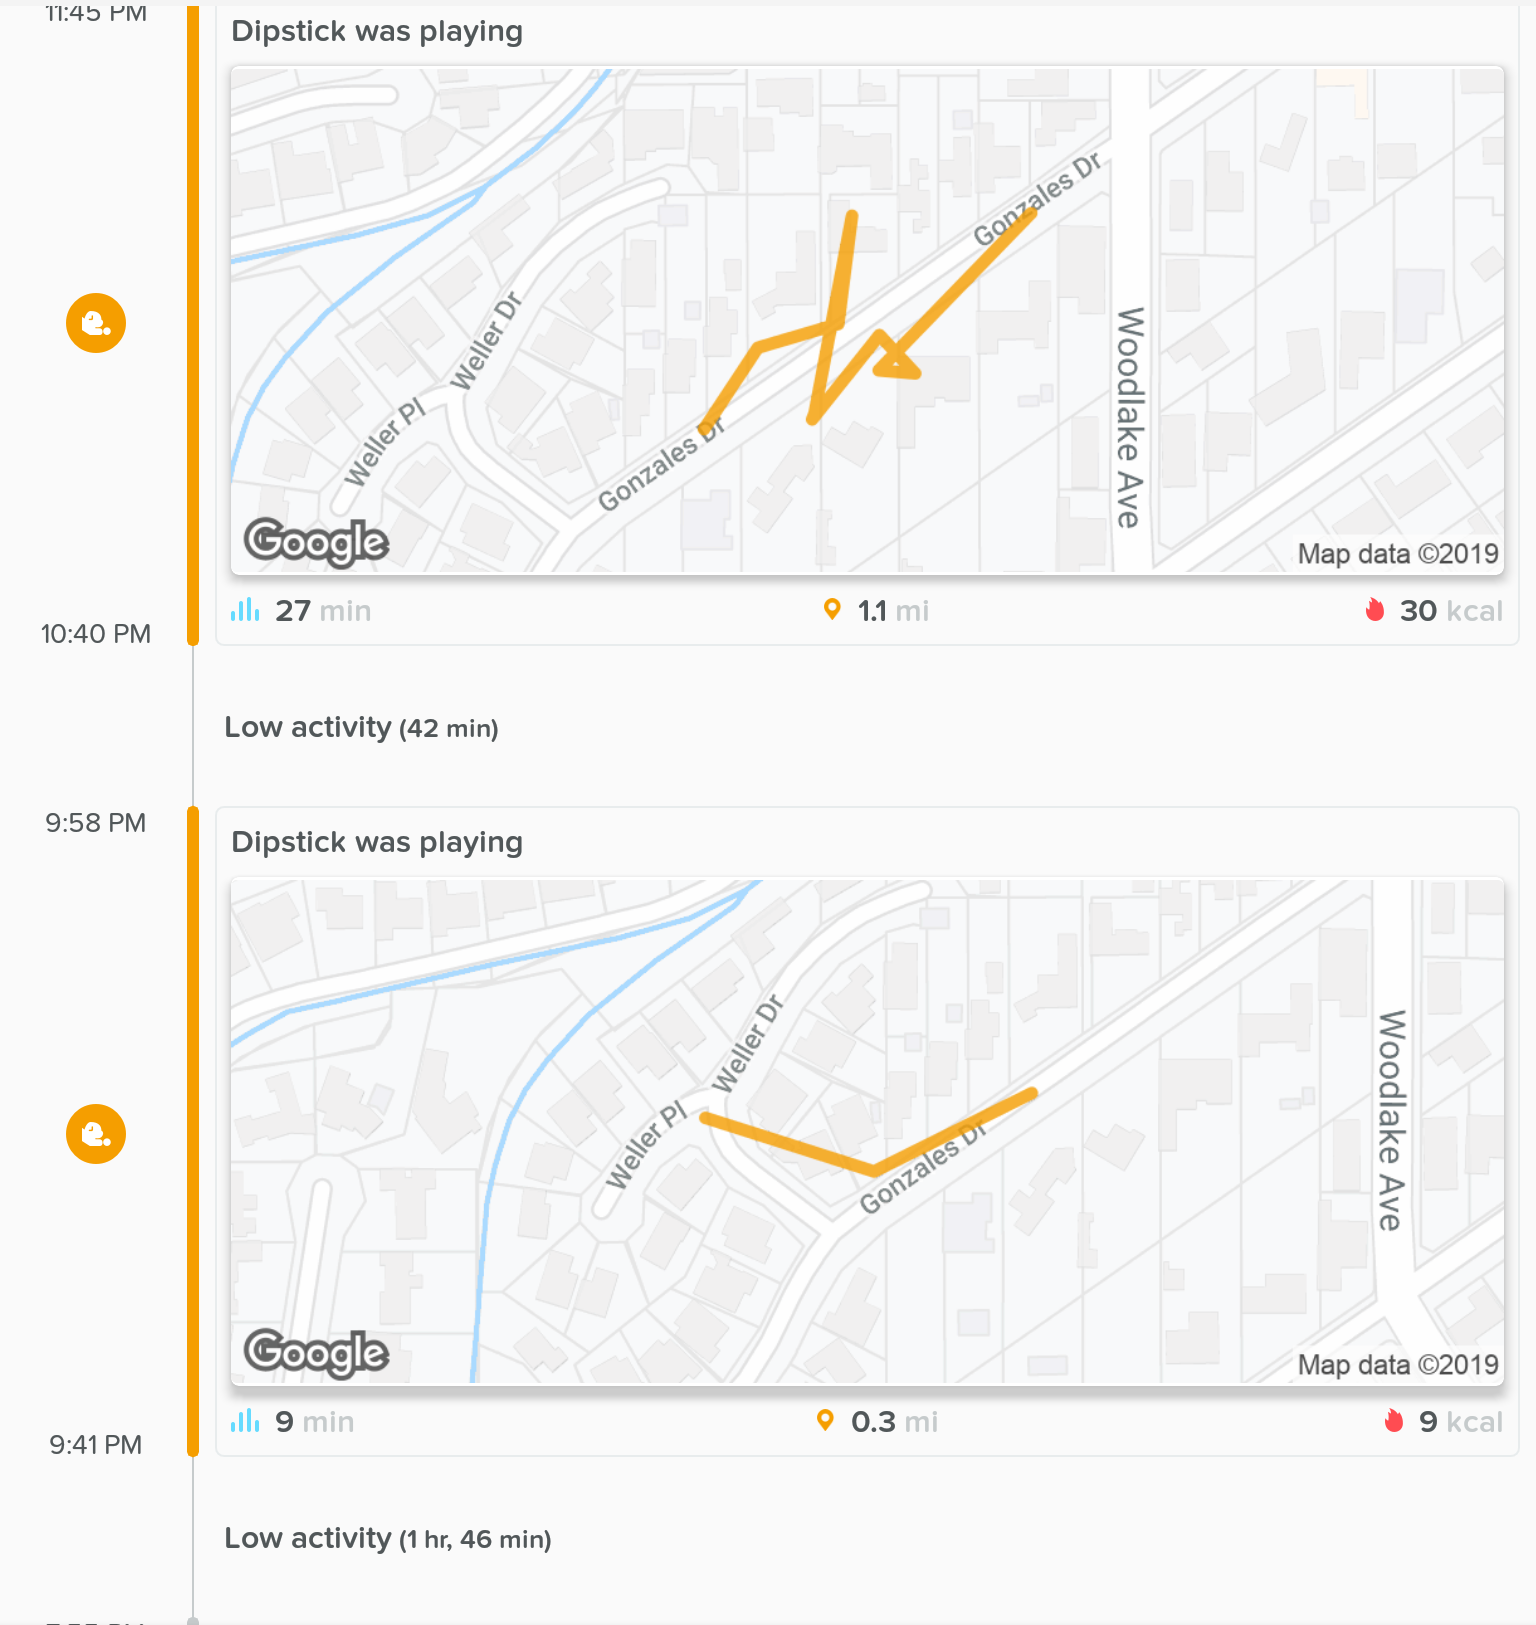 11:45 PM
Dipstick was playing
Gonzales Dr
Weller Dr
Woodlake Ave
Weller Pl
Gonzales Dr
Google
Map data ©2019
27 min
1.1 mi
30 kcal
10:40 PM
Low activity (42 min)
9:58 PM
Dipstick was playing
Weller Dr
Woodlake Ave
Weller Pl
Gonzales Dr
Google
Map data ©2019
9 min
0.3 mi
9 kcal
9:41 PM
Low activity (1 hr, 46 min)